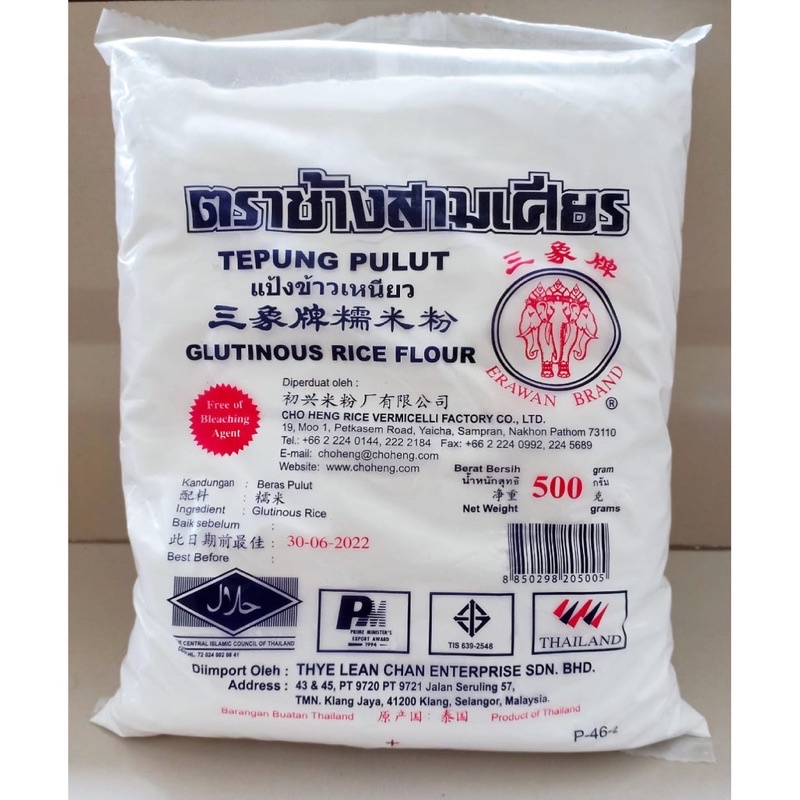 ตราช้างสามเศียร
TEPUNG PULUT
แป้งข้าวเหนียว
三象牌糯米粉
GLUTINOUS RICE FLOUR
三象牌
ERAWAN BRAND
®
Free of
Bleaching
Agent
Diperduat oleh :
初兴米粉厂有限公司
CHO HENG RICE VERMICELLI FACTORY CO., LTD.
19, Moo 1, Petkasem Road, Yaicha, Sampran, Nakhon Pathom 73110
Tel.: +66 2 224 0144, 222 2184 Fax: +66 2 224 0992, 224 5689
E-mail: choheng@choheng.com
Website: www.choheng.com
Kandungan : Beras Pulut
配料 : 糯米
Ingredient : Glutinous Rice
Baik sebelum :
此日期前最佳 : 30-06-2022
Best Before :
Berat Bersih gram
น้ำหนักสุทธิ 500 กรัม
净重 克
Net Weight grams
8 850298 205005
حلال
CENTRAL ISLAMIC COUNCIL OF THAILAND
HL. 72 024 002 09 41
PM
PRIME MINISTER'S
EXPORT AWARD
1994
TIS 639-2548
THAILAND
Diimport Oleh : THYE LEAN CHAN ENTERPRISE SDN. BHD.
Address : 43 & 45, PT 9720 PT 9721 Jalan Seruling 57,
TMN. Klang Jaya, 41200 Klang, Selangor, Malaysia.
Barangan Buatan Thailand 原产国: 泰国 Product of Thailand
P-46-2